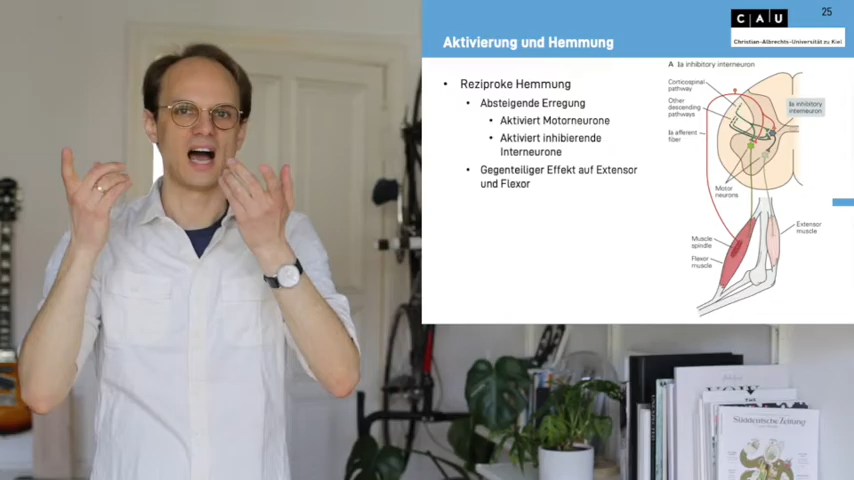 25
CAU
Christian-Albrechts-Universität zu Kiel
Aktivierung und Hemmung
• Reziproke Hemmung
• Absteigende Erregung
• Aktiviert Motorneurone
• Aktiviert inhibierende
Interneurone
• Gegenteiliger Effekt auf Extensor
und Flexor
A Ia inhibitory interneuron
Corticospinal
pathway
Other
descending
pathways
Ia afferent
fiber
Ia inhibitory
interneuron
Motor
neurons
Extensor
muscle
Muscle
spindle
Flexor
muscle
Süddeutsche Zeitung